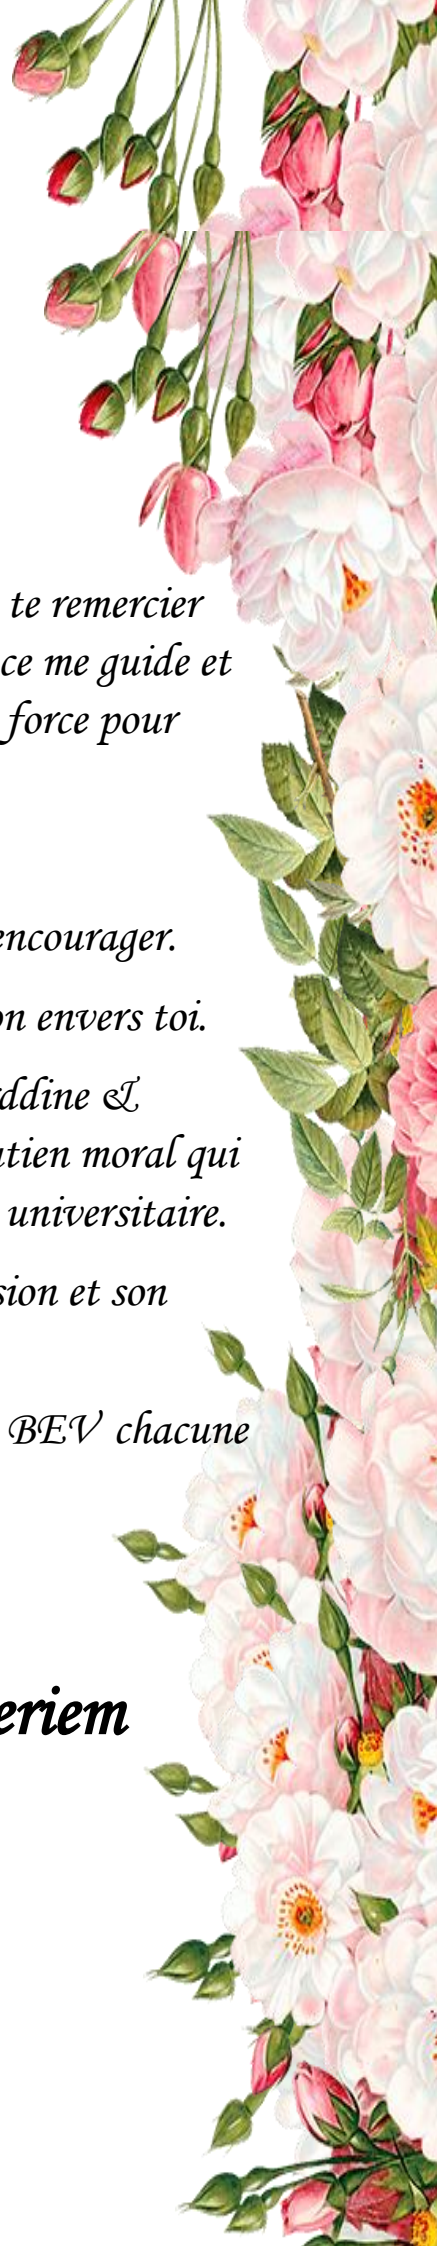 te remercier
ce me guide et
force pour
encourager.
on envers toi.
ddine &
tien moral qui
universitaire.
sion et son
BEV chacune
eriem